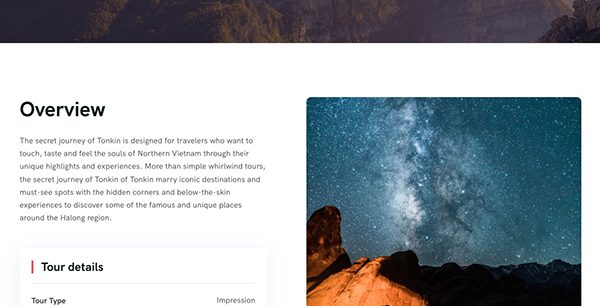 Overview
The secret journey of Tonkin is designed for travelers who want to
touch, taste and feel the souls of Northern Vietnam through their
unique highlights and experiences. More than simple whirlwind tours,
the secret journey of Tonkin of Tonkin marry iconic destinations and
must-see spots with the hidden corners and below-the-skin
experiences to discover some of the famous and unique places
around the Halong region.
Tour details
Tour Type
Impression